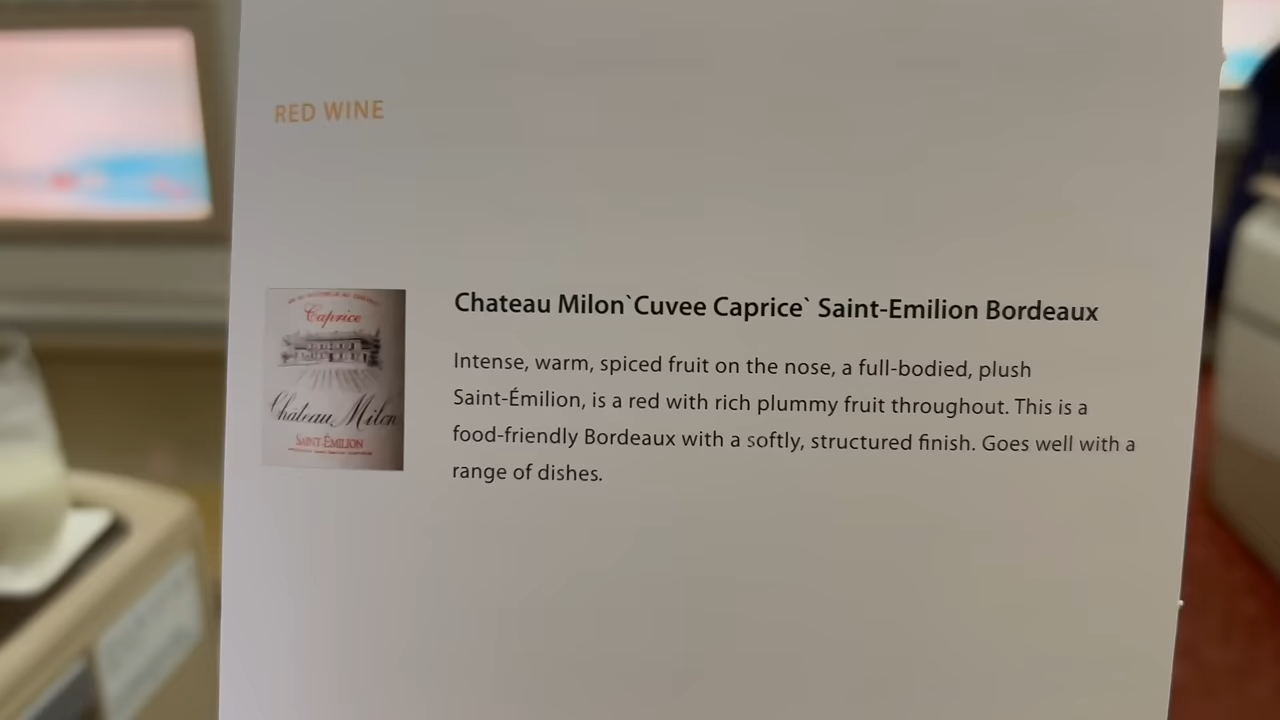 RED WINE
Caprice
Château Milon
SAINT-ÉMILION
Chateau Milon`Cuvee Caprice` Saint-Emilion Bordeaux
Intense, warm, spiced fruit on the nose, a full-bodied, plush
Saint-Émilion, is a red with rich plummy fruit throughout. This is a
food-friendly Bordeaux with a softly, structured finish. Goes well with a
range of dishes.